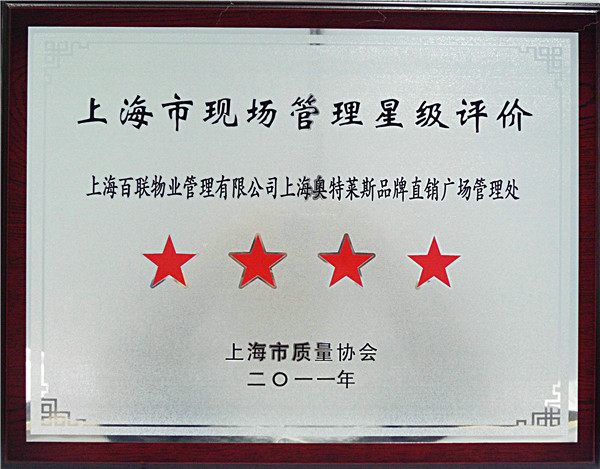 上海市现场管理星级评价
上海百联物业管理有限公司上海奥特莱斯品牌直销广场管理处
上海市质量协会
二〇一一年